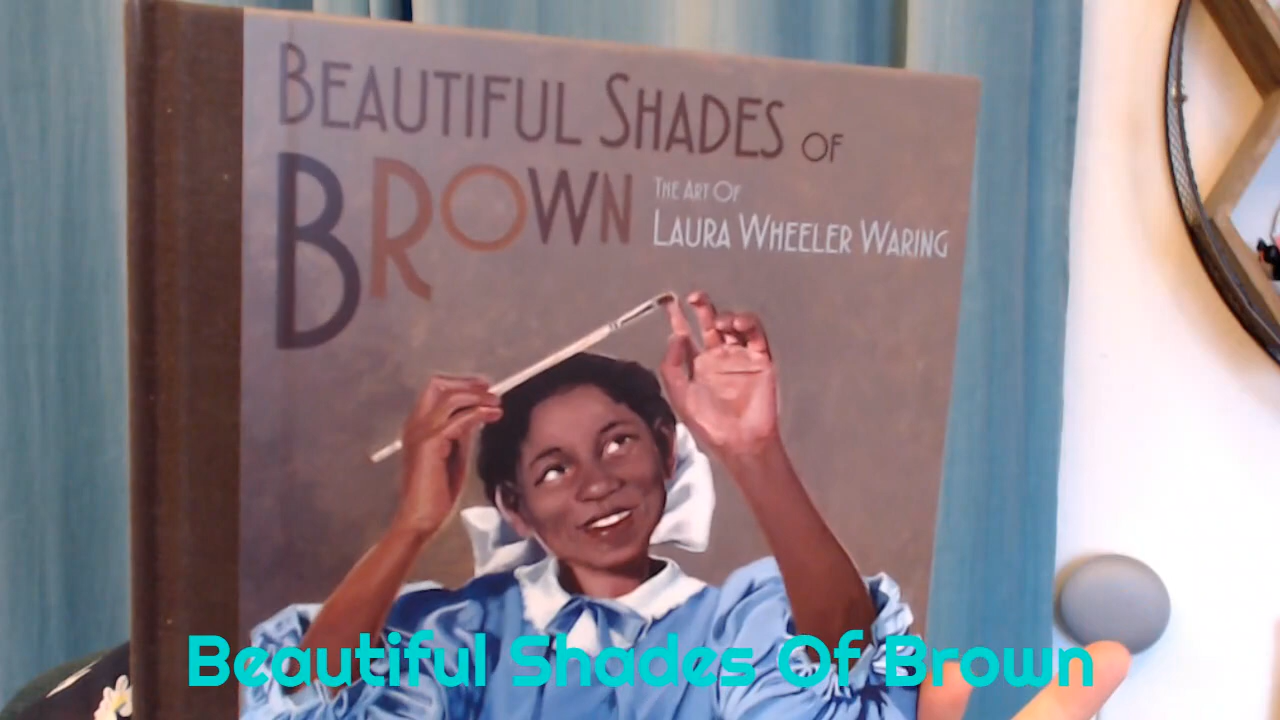 BEAUTIFUL SHADES OF
BROWN
THE ART OF
LAURA WHEELER WARING
Beautiful Shades Of Brown